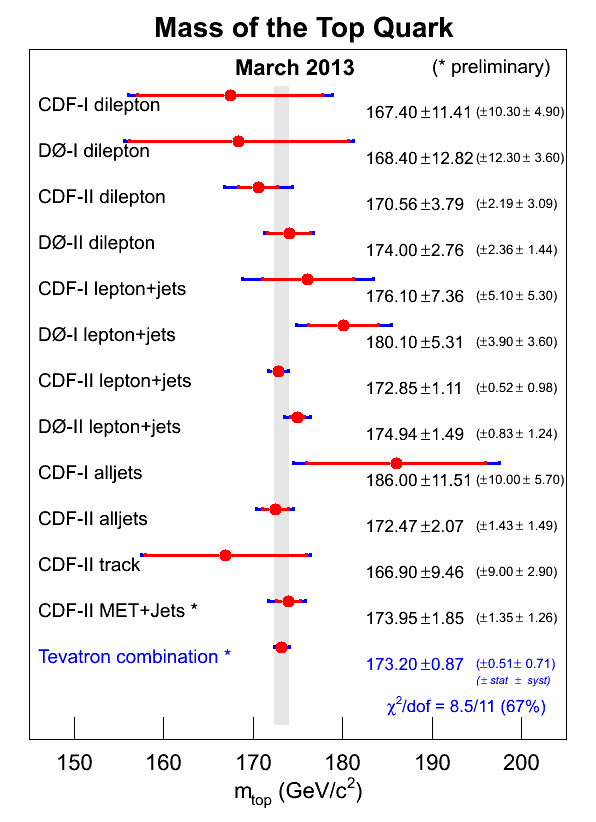 Mass of the Top Quark
March 2013 (* preliminary)
CDF-I dilepton 167.40 ±11.41 (±10.30 ± 4.90)
DØ-I dilepton 168.40 ±12.82 (±12.30 ± 3.60)
CDF-II dilepton 170.56 ±3.79 (±2.19 ± 3.09)
DØ-II dilepton 174.00 ±2.76 (±2.36 ± 1.44)
CDF-I lepton+jets 176.10 ±7.36 (±5.10 ± 5.30)
DØ-I lepton+jets 180.10 ±5.31 (±3.90 ± 3.60)
CDF-II lepton+jets 172.85 ±1.11 (±0.52 ± 0.98)
DØ-II lepton+jets 174.94 ±1.49 (±0.83 ± 1.24)
CDF-I alljets 186.00 ±11.51 (±10.00 ± 5.70)
CDF-II alljets 172.47 ±2.07 (±1.43 ± 1.49)
CDF-II track 166.90 ±9.46 (±9.00 ± 2.90)
CDF-II MET+Jets * 173.95 ±1.85 (±1.35 ± 1.26)
Tevatron combination * 173.20 ±0.87 (±0.51 ± 0.71)
(± stat ± syst)
χ²/dof = 8.5/11 (67%)
150 160 170 180 190 200
m_top (GeV/c²)